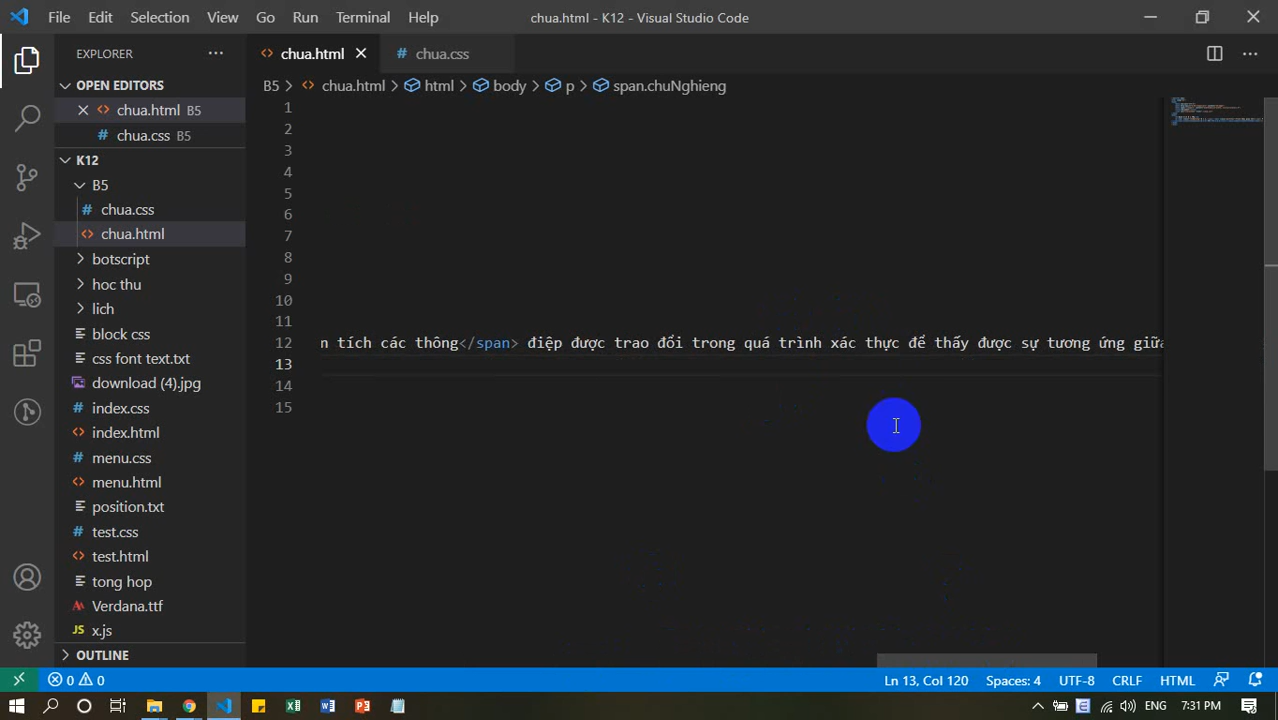 File Edit Selection View Go Run Terminal Help
chua.html - K12 - Visual Studio Code
EXPLORER
OPEN EDITORS
chua.html B5
chua.css B5
K12
B5
chua.css
chua.html
botscript
hoc thu
lich
block css
css font text.txt
download (4).jpg
index.css
index.html
menu.css
menu.html
position.txt
test.css
test.html
tong hop
Verdana.ttf
JS x.js
OUTLINE
chua.html
chua.css
B5 > chua.html > html > body > p > span.chuNghieng
1
2
3
4
5
6
7
8
9
10
11
12 n tích các thông</span> điệp được trao đổi trong quá trình xác thực để thấy được sự tương ứng giữa
13
14
15
0 0
Ln 13, Col 120 Spaces: 4 UTF-8 CRLF HTML
ENG 7:31 PM